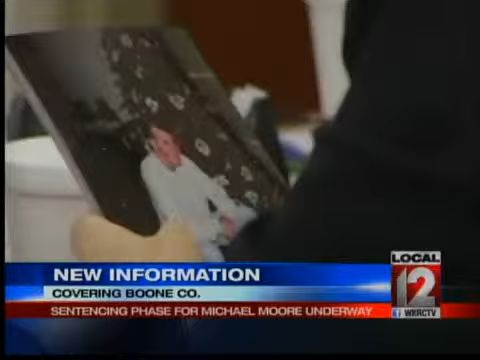 NEW INFORMATION
COVERING BOONE CO.
SENTENCING PHASE FOR MICHAEL MOORE UNDERWAY
LOCAL
12
WKRCTV